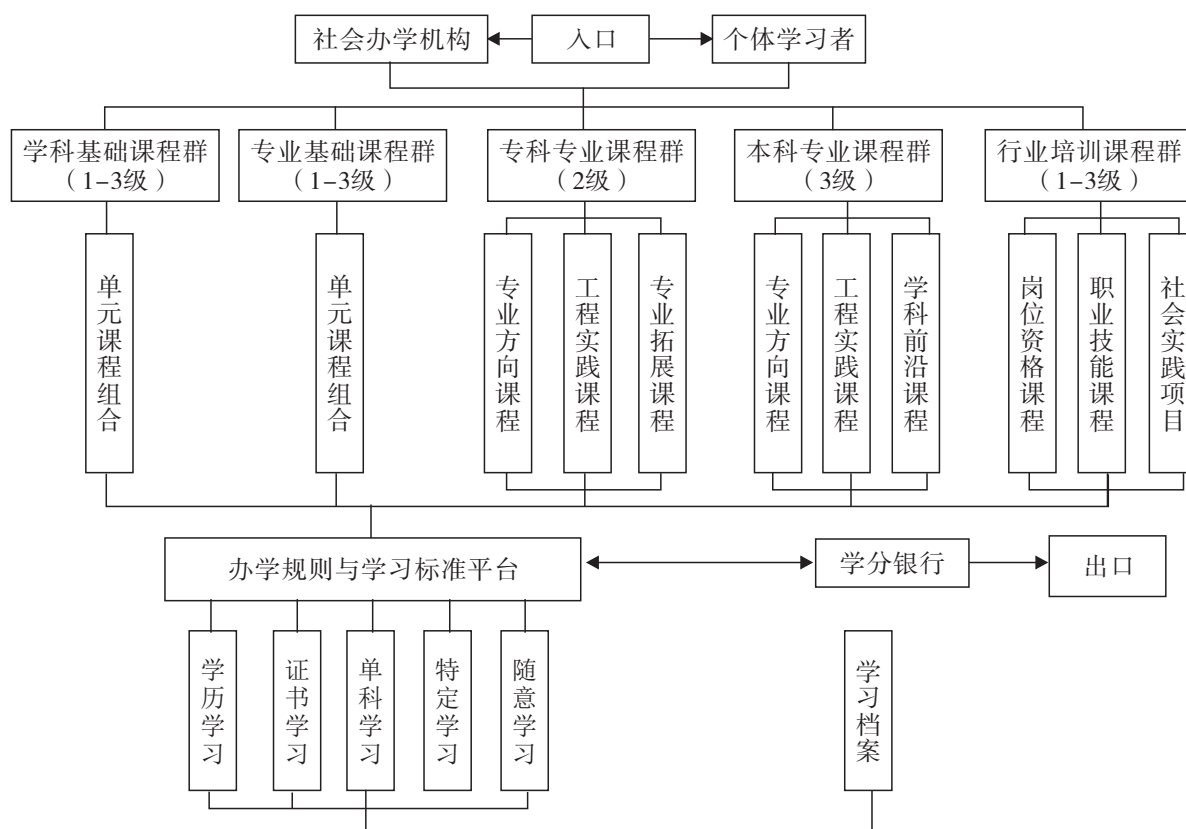 社会办学机构
入口
个体学习者
学科基础课程群
（1-3级）
专业基础课程群
（1-3级）
专科专业课程群
（2级）
本科专业课程群
（3级）
行业培训课程群
（1-3级）
单元课程组合
单元课程组合
专业方向课程
工程实践课程
专业拓展课程
专业方向课程
工程实践课程
学科前沿课程
岗位资格课程
职业技能课程
社会实践项目
办学规则与学习标准平台
学分银行
出口
学历学习
证书学习
单科学习
特定学习
随意学习
学习档案